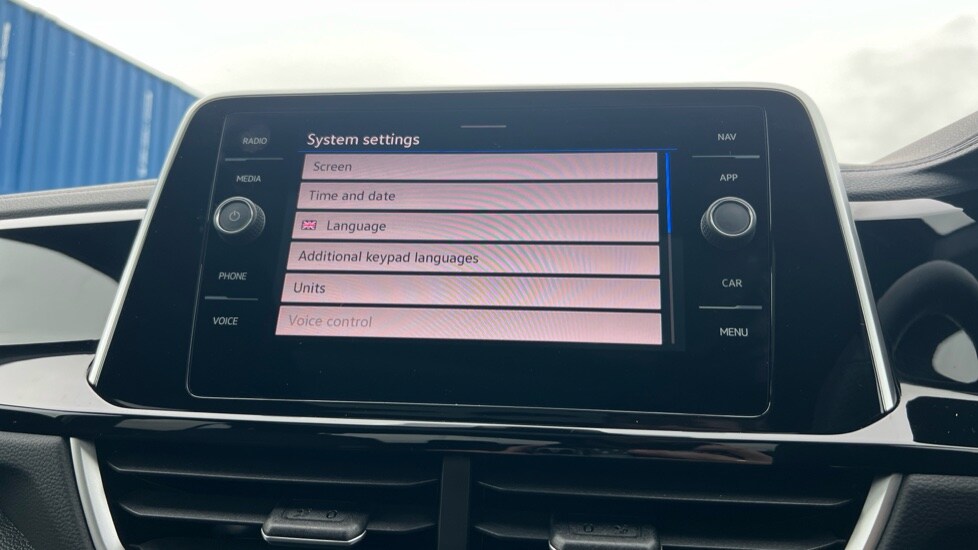 RADIO
MEDIA
PHONE
VOICE
System settings
Screen
Time and date
Language
Additional keypad languages
Units
Voice control
NAV
APP
CAR
MENU